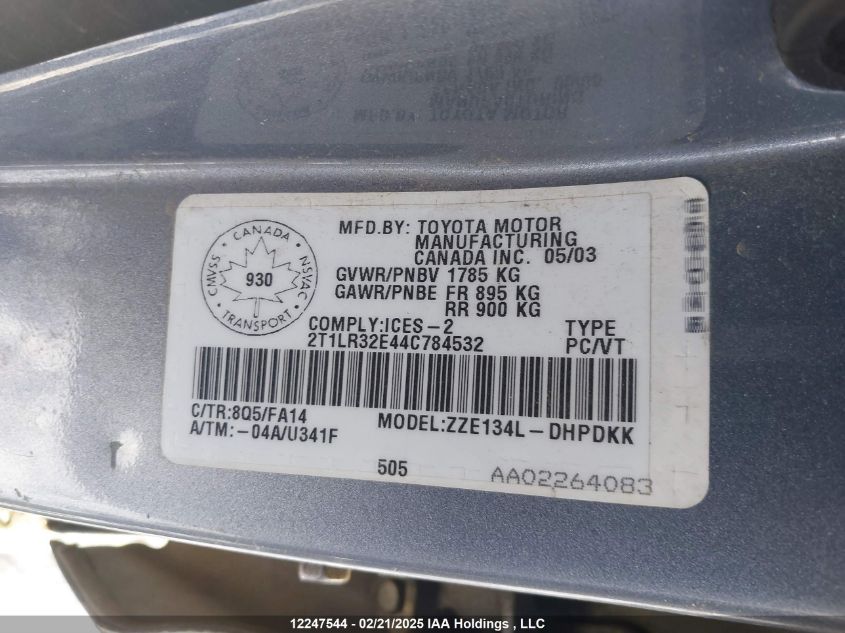 CANADA
CMVSS
NSVAC
930
TRANSPORT
MFD.BY: TOYOTA MOTOR
MANUFACTURING
CANADA INC. 05/03
GVWR/PNBV 1785 KG
GAWR/PNBE FR 895 KG
RR 900 KG
COMPLY:ICES-2
TYPE
2T1LR32E44C784532
PC/VT
C/TR:8Q5/FA14
A/TM:-04A/U341F
MODEL:ZZE134L-DHPDKK
505
AA02264083
12247544 - 02/21/2025 IAA Holdings , LLC